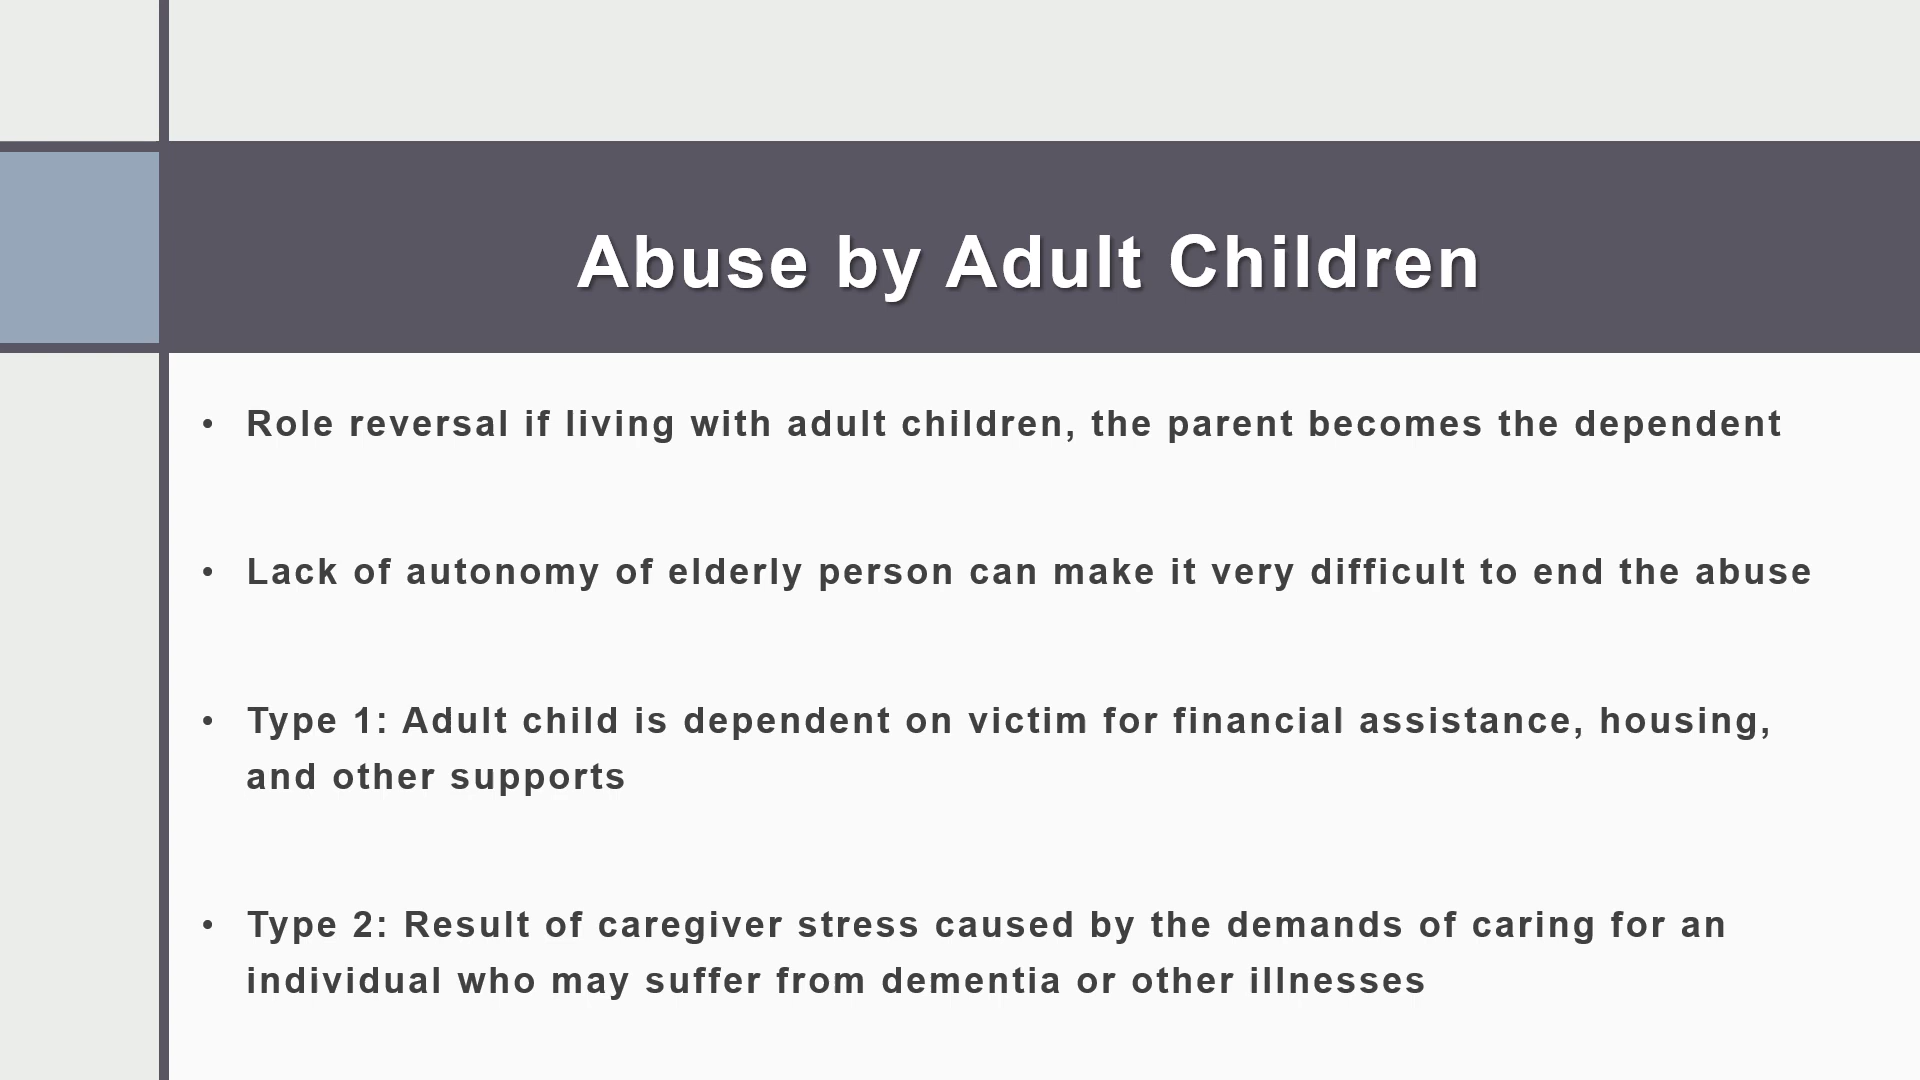 Abuse by Adult Children
• Role reversal if living with adult children, the parent becomes the dependent
• Lack of autonomy of elderly person can make it very difficult to end the abuse
• Type 1: Adult child is dependent on victim for financial assistance, housing,
and other supports
• Type 2: Result of caregiver stress caused by the demands of caring for an
individual who may suffer from dementia or other illnesses